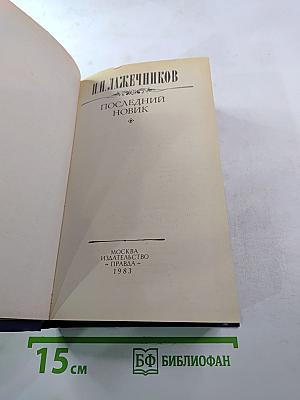 И.И.ЛАЖЕЧНИКОВ
ПОСЛЕДНИЙ
НОВИК
МОСКВА
ИЗДАТЕЛЬСТВО
«ПРАВДА»
1983
15 см
БФ БИБЛИОФАН